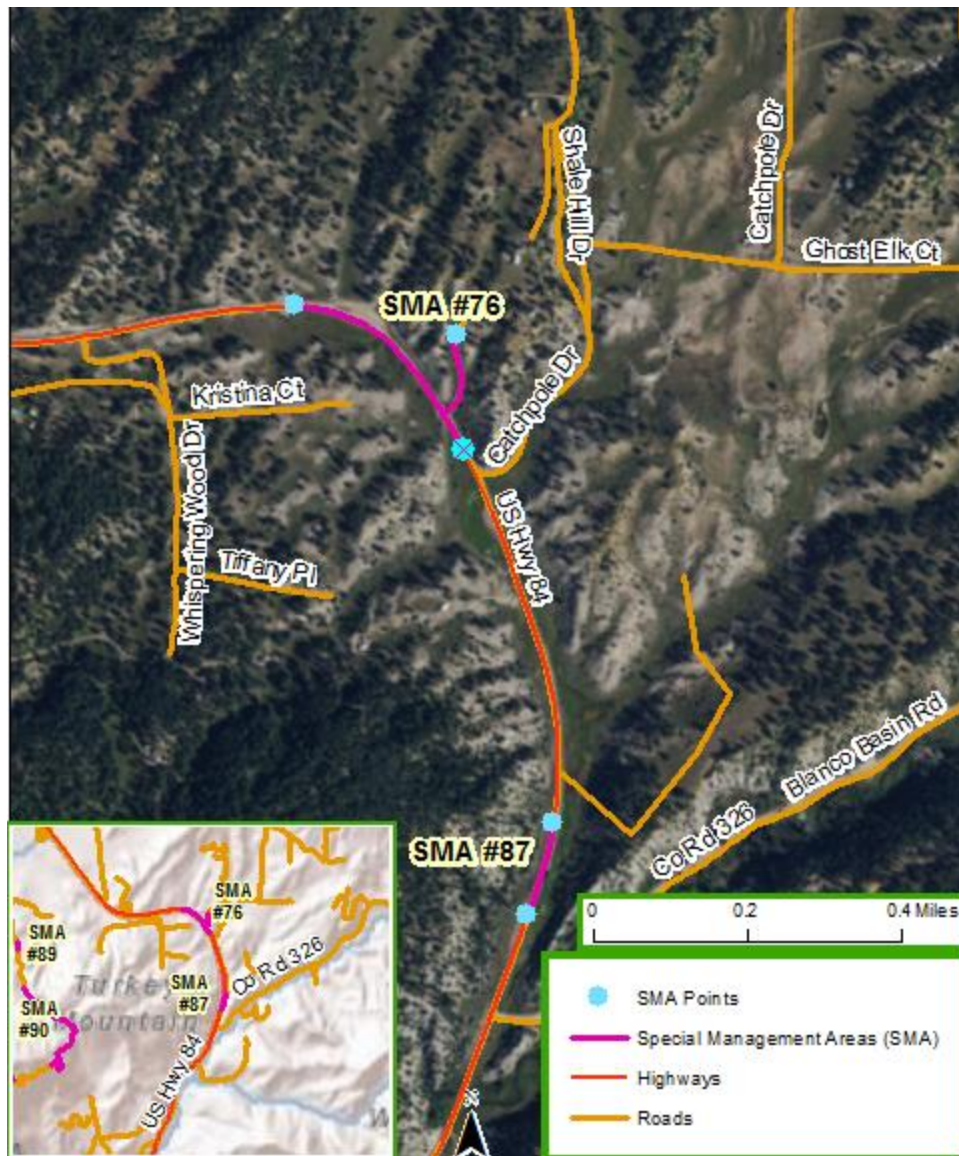 Shale Hill Dr
Catchpole Dr
Ghost Elk Ct
SMA #76
Kristina Ct
Catchpole Dr
Whispering Wood Dr
US Hwy 84
Tiffany Pl
Blanco Basin Rd
Co Rd 326
SMA #87
SMA
#76
SMA
#89
Co Rd 326
Turkey
SMA
#87
SMA
#90
Mountain
US Hwy 84
0 0.2 0.4 Miles
SMA Points
Special Management Areas (SMA)
Highways
Roads